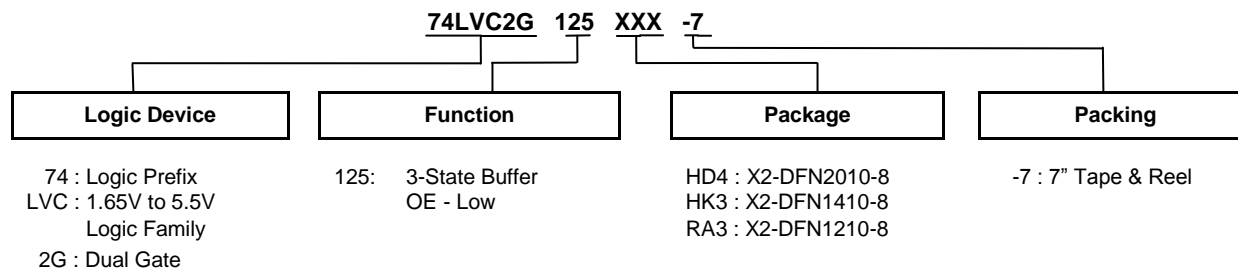 74LVC2G 125 XXX -7
Logic Device
Function
Package
Packing
74 : Logic Prefix
LVC : 1.65V to 5.5V
Logic Family
2G : Dual Gate
125: 3-State Buffer
OE - Low
HD4 : X2-DFN2010-8
HK3 : X2-DFN1410-8
RA3 : X2-DFN1210-8
-7 : 7” Tape & Reel